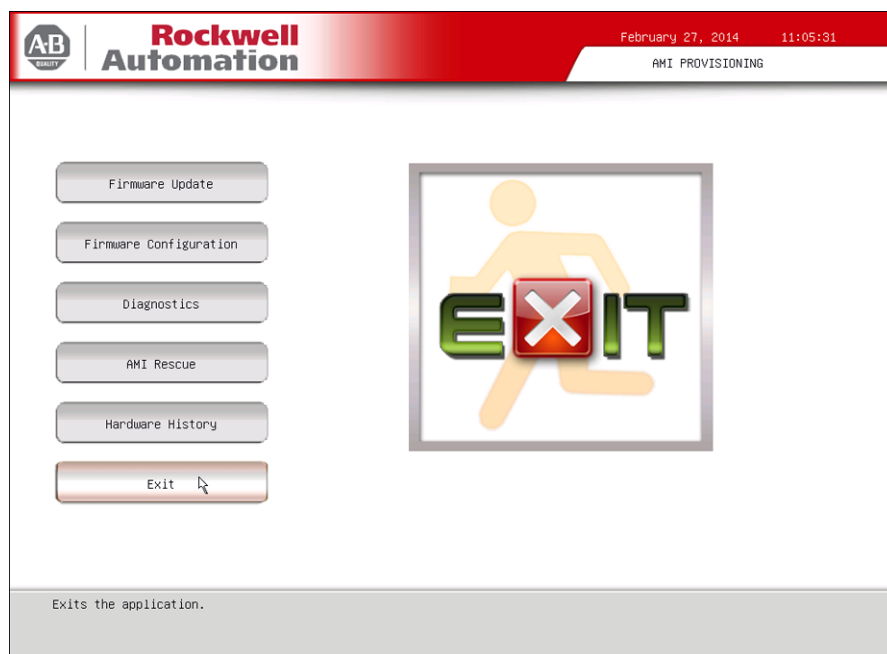 A-B
QUALITY
Rockwell
Automation
February 27, 2014 11:05:31
AMI PROVISIONING
Firmware Update
Firmware Configuration
Diagnostics
AMI Rescue
Hardware History
Exit
EXIT
Exits the application.